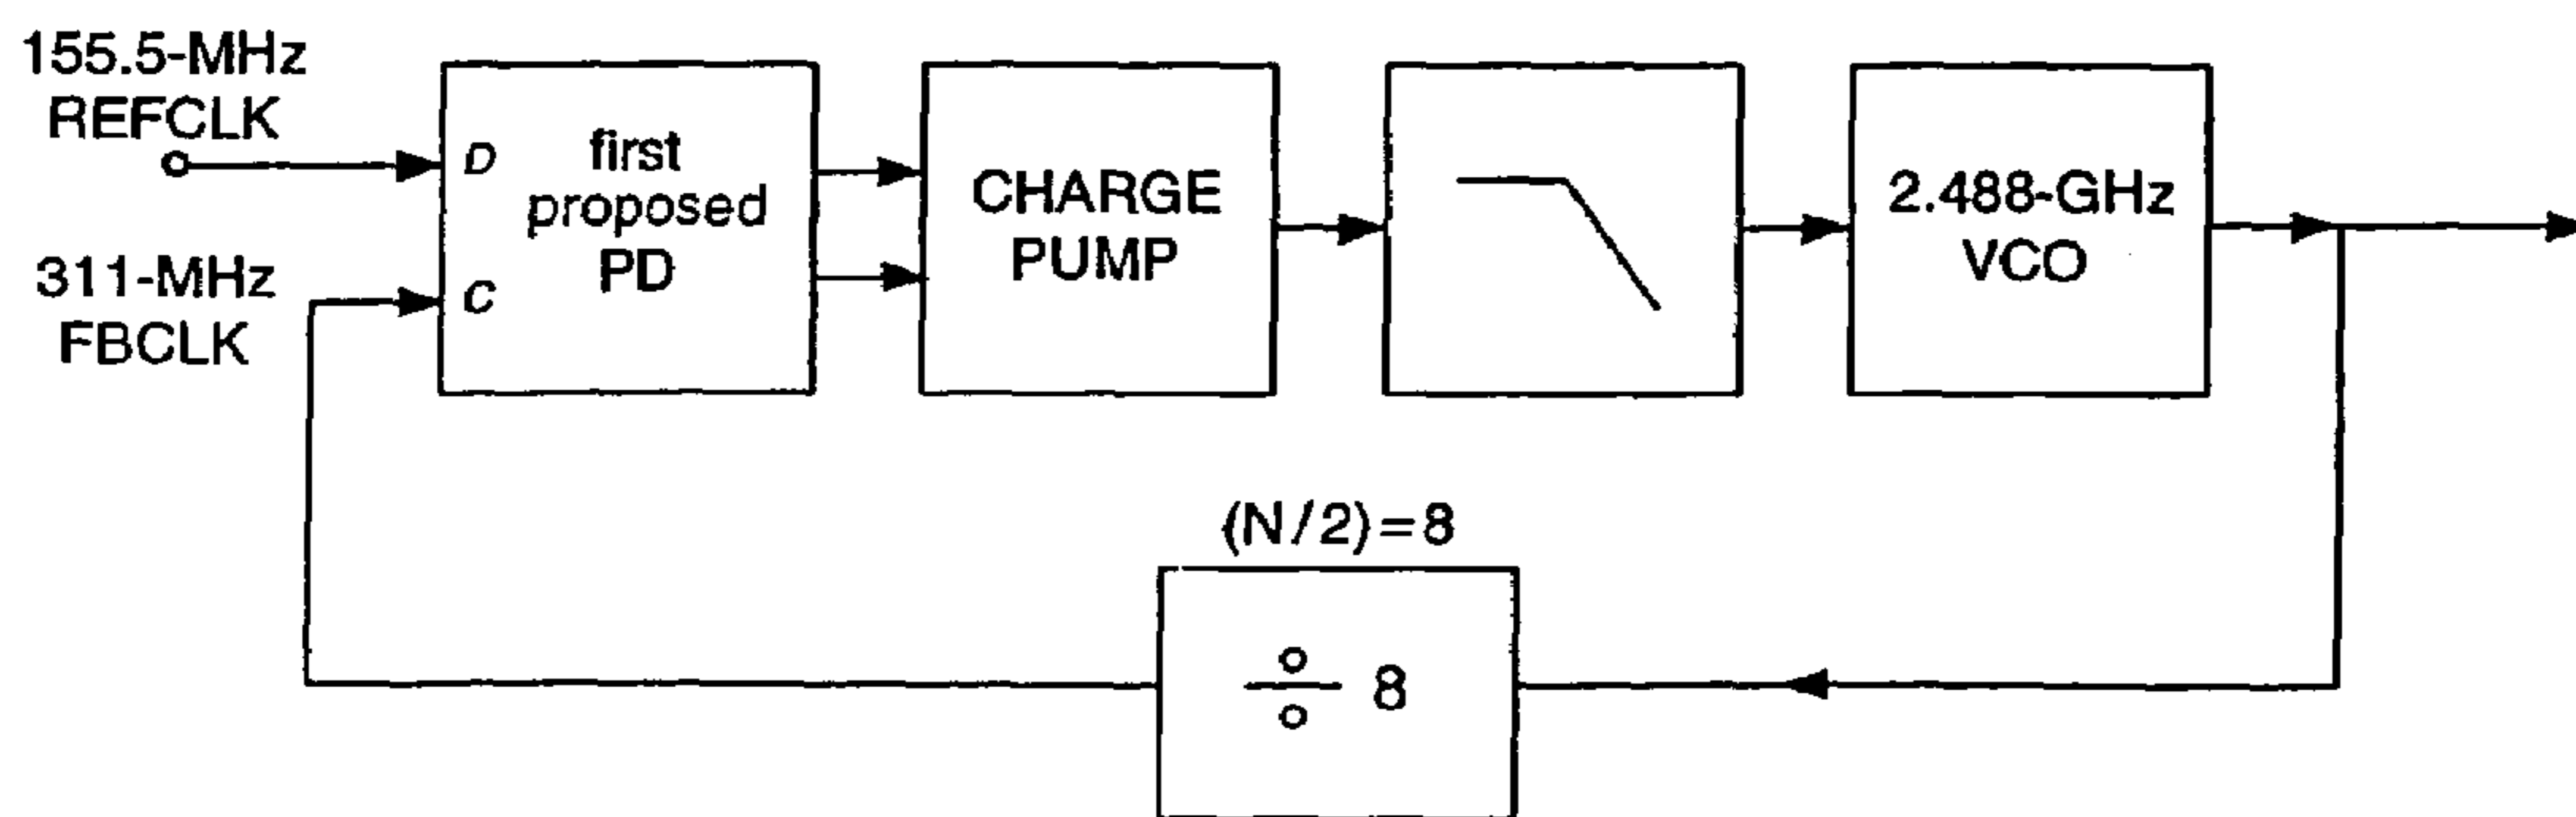 155.5-MHz
REFCLK
D
first
proposed
PD
311-MHz
FBCLK
C
CHARGE
PUMP
2.488-GHz
VCO
(N/2)=8
÷ 8